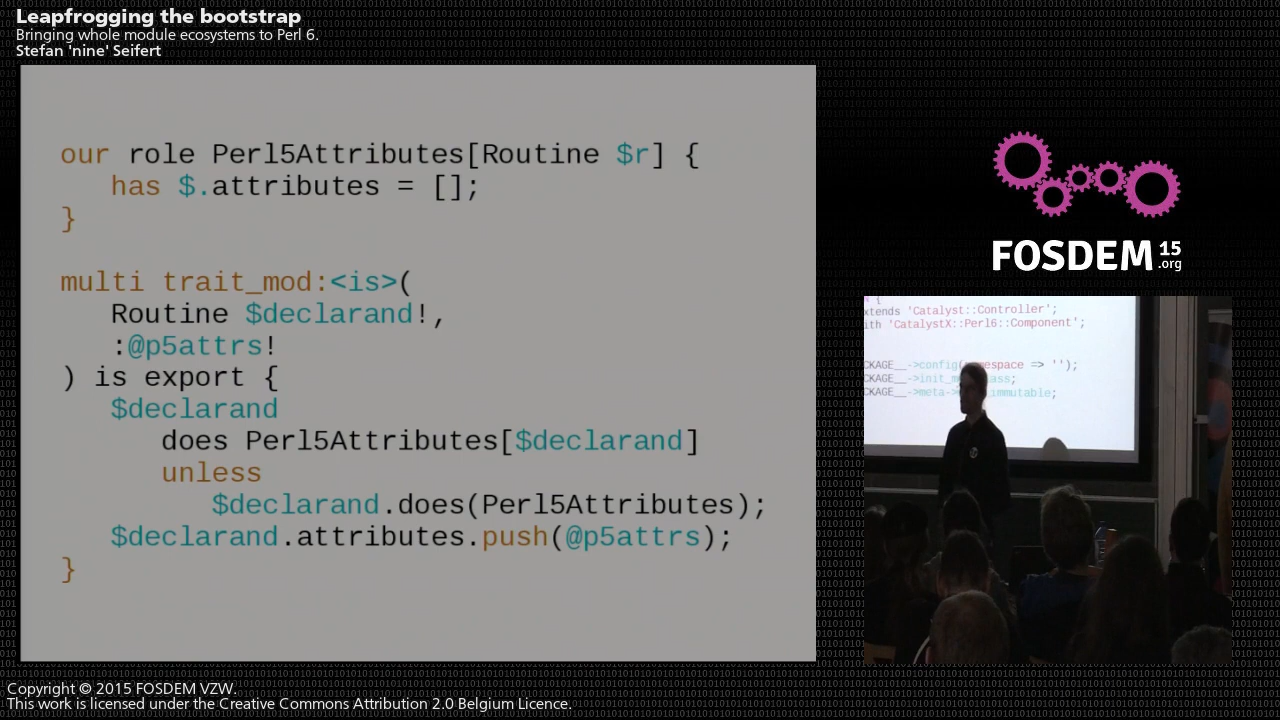 Leapfrogging the bootstrap
Bringing whole module ecosystems to Perl 6.
Stefan 'nine' Seifert
our role Perl5Attributes[Routine $r] {
has $.attributes = [];
}
multi trait_mod:<is>(
Routine $declarand!,
:@p5attrs!
) is export {
$declarand
does Perl5Attributes[$declarand]
unless
$declarand.does(Perl5Attributes);
$declarand.attributes.push(@p5attrs);
}
FOSDEM 15
.org
{
'Catalyst::Controller';
'CatalystX::Perl6::Component';
->config( => '');
->meta-> immutable;
Copyright © 2015 FOSDEM VZW.
This work is licensed under the Creative Commons Attribution 2.0 Belgium Licence.